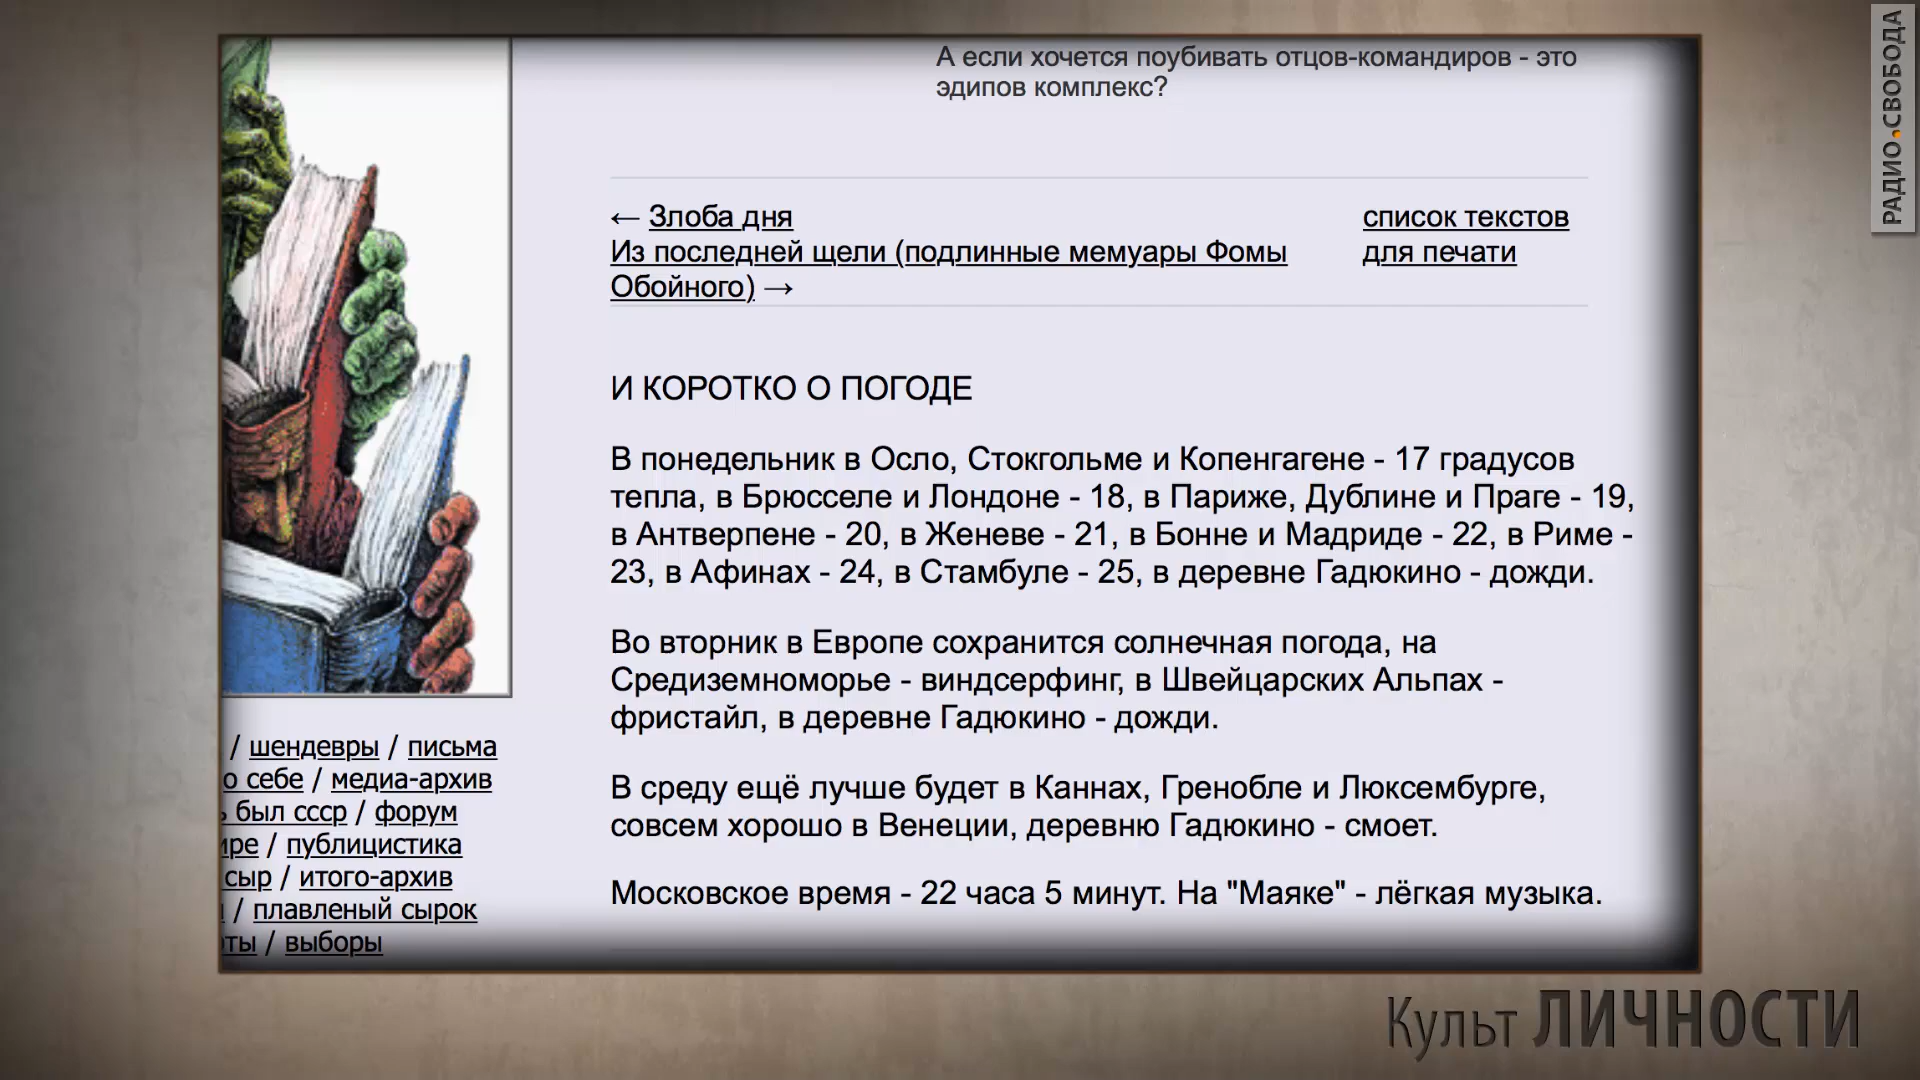 РАДИО СВОБОДА
А если хочется поубивать отцов-командиров - это
эдипов комплекс?
← Злоба дня
Из последней щели (подлинные мемуары Фомы
Обойного) →
список текстов
для печати
И КОРОТКО О ПОГОДЕ
В понедельник в Осло, Стокгольме и Копенгагене - 17 градусов
тепла, в Брюсселе и Лондоне - 18, в Париже, Дублине и Праге - 19,
в Антверпене - 20, в Женеве - 21, в Бонне и Мадриде - 22, в Риме -
23, в Афинах - 24, в Стамбуле - 25, в деревне Гадюкино - дожди.
Во вторник в Европе сохранится солнечная погода, на
Средиземноморье - виндсерфинг, в Швейцарских Альпах -
фристайл, в деревне Гадюкино - дожди.
В среду ещё лучше будет в Каннах, Гренобле и Люксембурге,
совсем хорошо в Венеции, деревню Гадюкино - смоет.
Московское время - 22 часа 5 минут. На "Маяке" - лёгкая музыка.
/ шендевры / письма
о себе / медиа-архив
был ссср / форум
/ публицистика
сыр / итого-архив
/ плавленый сырок
/ выборы
Культ ЛИЧНОСТИ